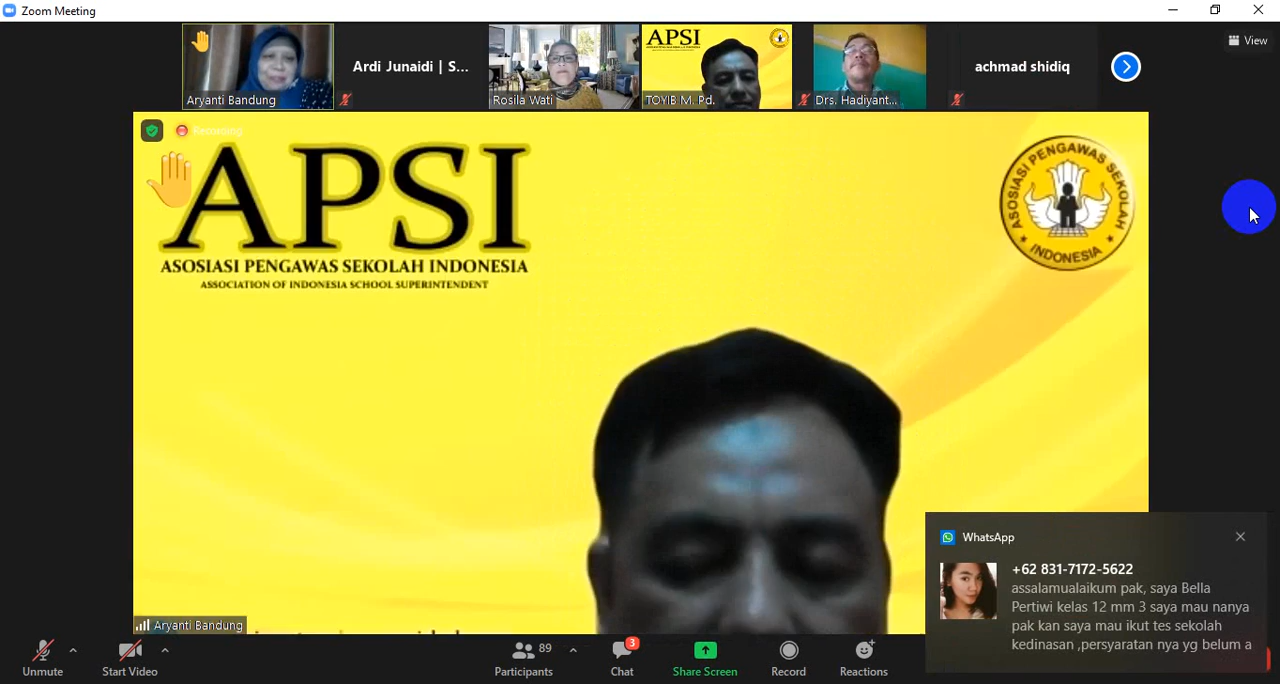 Zoom Meeting
View
Aryanti Bandung
Ardi Junaidi | S...
Rosila Wati
APSI
TOYIB M. Pd.
Drs. Hadiyant...
achmad shidiq
Recording
APSI
ASOSIASI PENGAWAS SEKOLAH INDONESIA
ASSOCIATION OF INDONESIA SCHOOL SUPERINTENDENT
ASOSIASI PENGAWAS SEKOLAH
INDONESIA
Aryanti Bandung
WhatsApp
+62 831-7172-5622
assalamualaikum pak, saya Bella
Pertiwi kelas 12 mm 3 saya mau nanya
pak kan saya mau ikut tes sekolah
kedinasan ,persyaratan nya yg belum a
Unmute
Start Video
89
Participants
3
Chat
Share Screen
Record
Reactions